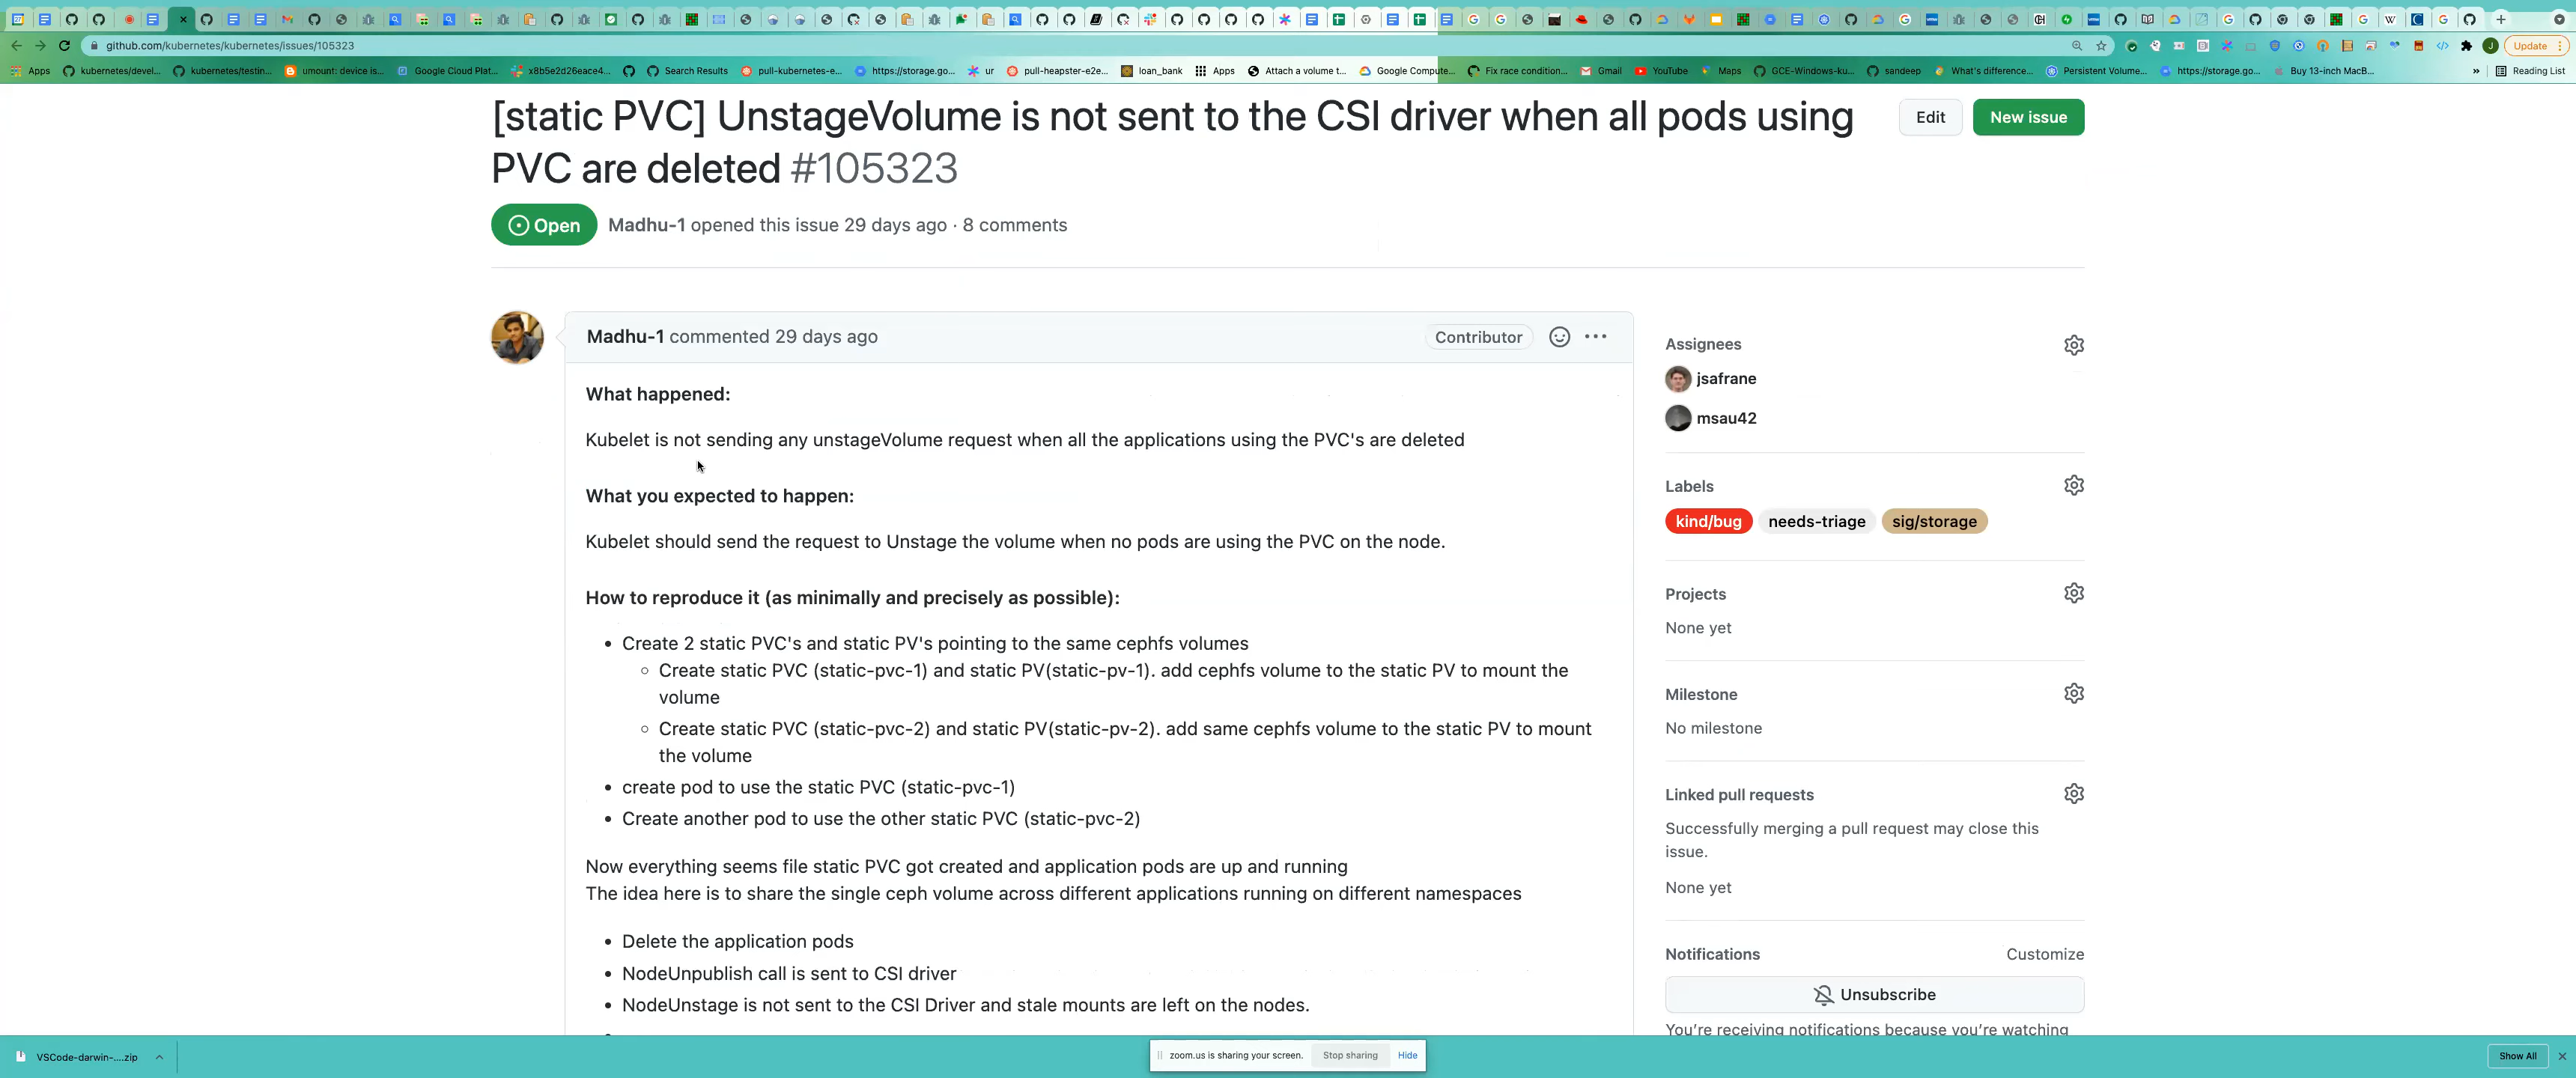 github.com/kubernetes/kubernetes/issues/105323
Update
Apps kubernetes/devel... kubernetes/testin... umount: device is... Google Cloud Plat... x8b5e2d26eace4... Search Results pull-kubernetes-e... https://storage.go... ur pull-heapster-e2e... loan_bank Apps Attach a volume t... Google Compute... Fix race condition... Gmail YouTube Maps GCE-Windows-ku... sandeep What's difference... Persistent Volume... https://storage.go... Buy 13-inch MacB... » Reading List
[static PVC] UnstageVolume is not sent to the CSI driver when all pods using
PVC are deleted #105323
Edit
New issue
Open
Madhu-1 opened this issue 29 days ago · 8 comments
Madhu-1 commented 29 days ago
Contributor
What happened:
Kubelet is not sending any unstageVolume request when all the applications using the PVC's are deleted
What you expected to happen:
Kubelet should send the request to Unstage the volume when no pods are using the PVC on the node.
How to reproduce it (as minimally and precisely as possible):
• Create 2 static PVC's and static PV's pointing to the same cephfs volumes
Create static PVC (static-pvc-1) and static PV(static-pv-1). add cephfs volume to the static PV to mount the
volume
Create static PVC (static-pvc-2) and static PV(static-pv-2). add same cephfs volume to the static PV to mount
the volume
• create pod to use the static PVC (static-pvc-1)
• Create another pod to use the other static PVC (static-pvc-2)
Now everything seems file static PVC got created and application pods are up and running
The idea here is to share the single ceph volume across different applications running on different namespaces
• Delete the application pods
• NodeUnpublish call is sent to CSI driver
• NodeUnstage is not sent to the CSI Driver and stale mounts are left on the nodes.
Assignees
jsafrane
msau42
Labels
kind/bug needs-triage sig/storage
Projects
None yet
Milestone
No milestone
Linked pull requests
Successfully merging a pull request may close this
issue.
None yet
Notifications
Customize
Unsubscribe
You're receiving notifications because you're watching
VSCode-darwin-....zip
zoom.us is sharing your screen. Stop sharing Hide
Show All